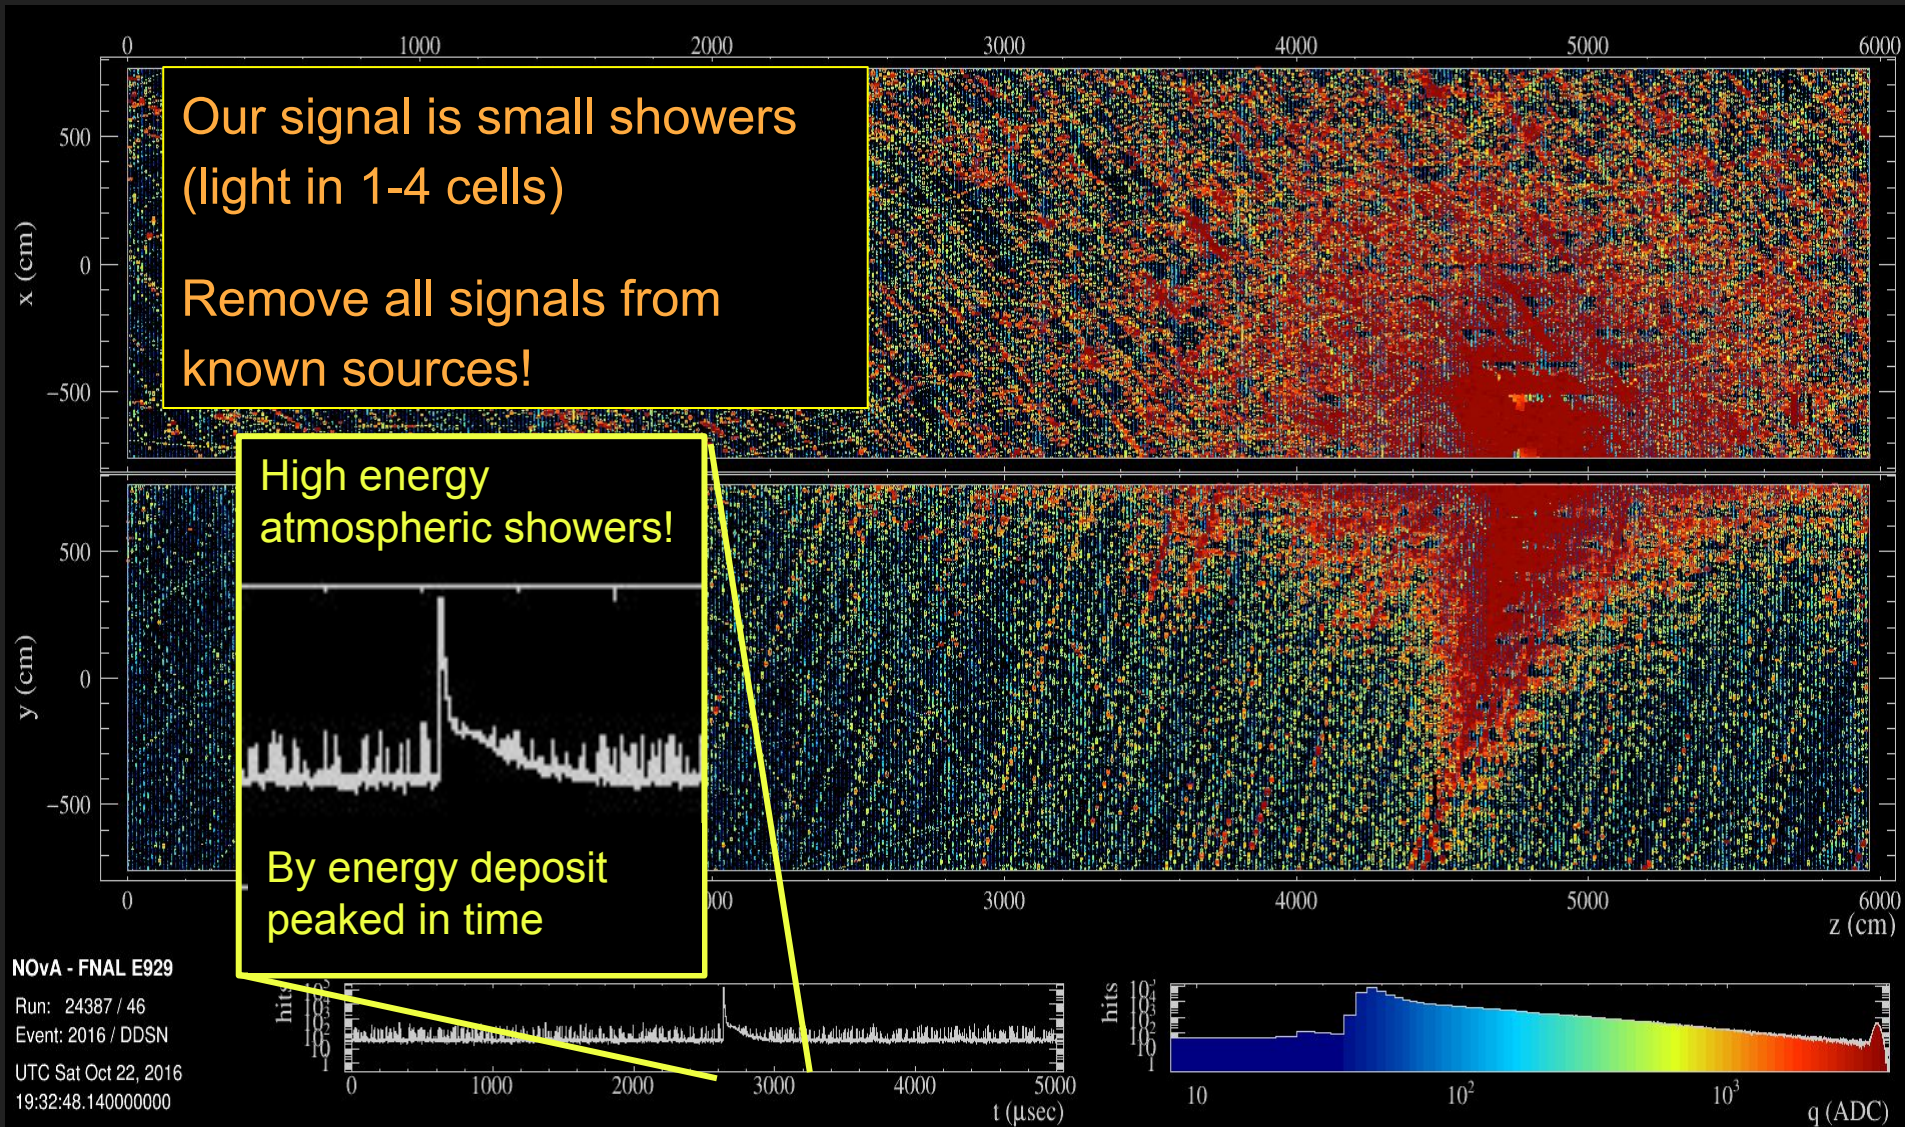 0 1000 2000 3000 4000 5000 6000
Our signal is small showers
(light in 1-4 cells)
Remove all signals from
known sources!
500
0
−500
x (cm)
High energy
atmospheric showers!
By energy deposit
peaked in time
500
0
−500
y (cm)
0 3000 4000 5000 6000
z (cm)
NOvA - FNAL E929
Run: 24387 / 46
Event: 2016 / DDSN
UTC Sat Oct 22, 2016
19:32:48.140000000
hits
10
1
0 1000 2000 3000 4000 5000
t (μsec)
hits
10
1
10 10² 10³
q (ADC)